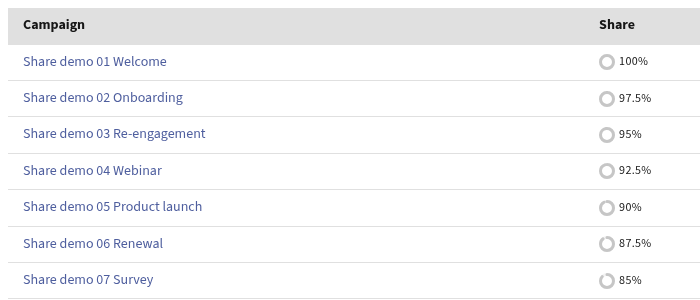 Campaign Share
Share demo 01 Welcome 100%
Share demo 02 Onboarding 97.5%
Share demo 03 Re-engagement 95%
Share demo 04 Webinar 92.5%
Share demo 05 Product launch 90%
Share demo 06 Renewal 87.5%
Share demo 07 Survey 85%